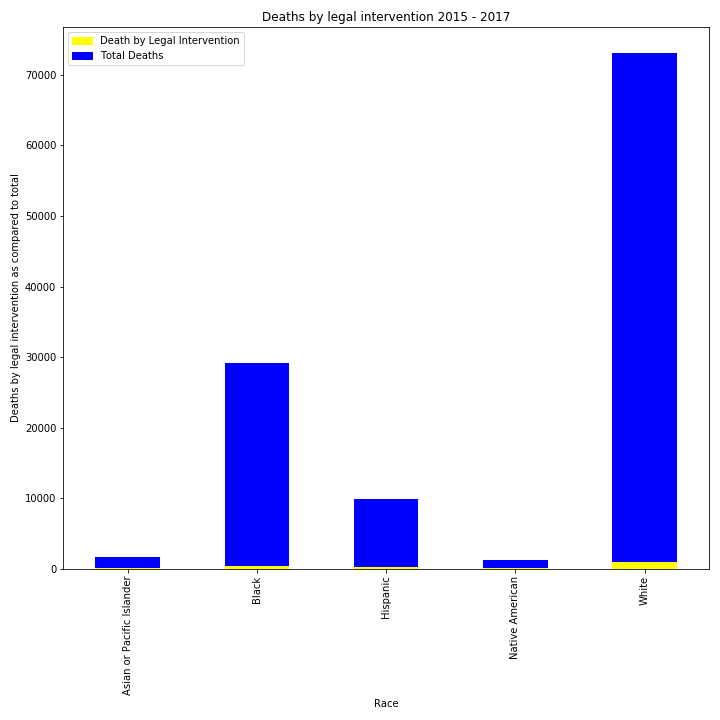 Deaths by legal intervention 2015 - 2017
Death by Legal Intervention
Total Deaths
Deaths by legal intervention as compared to total
70000
60000
50000
40000
30000
20000
10000
0
Asian or Pacific Islander
Black
Hispanic
Native American
White
Race